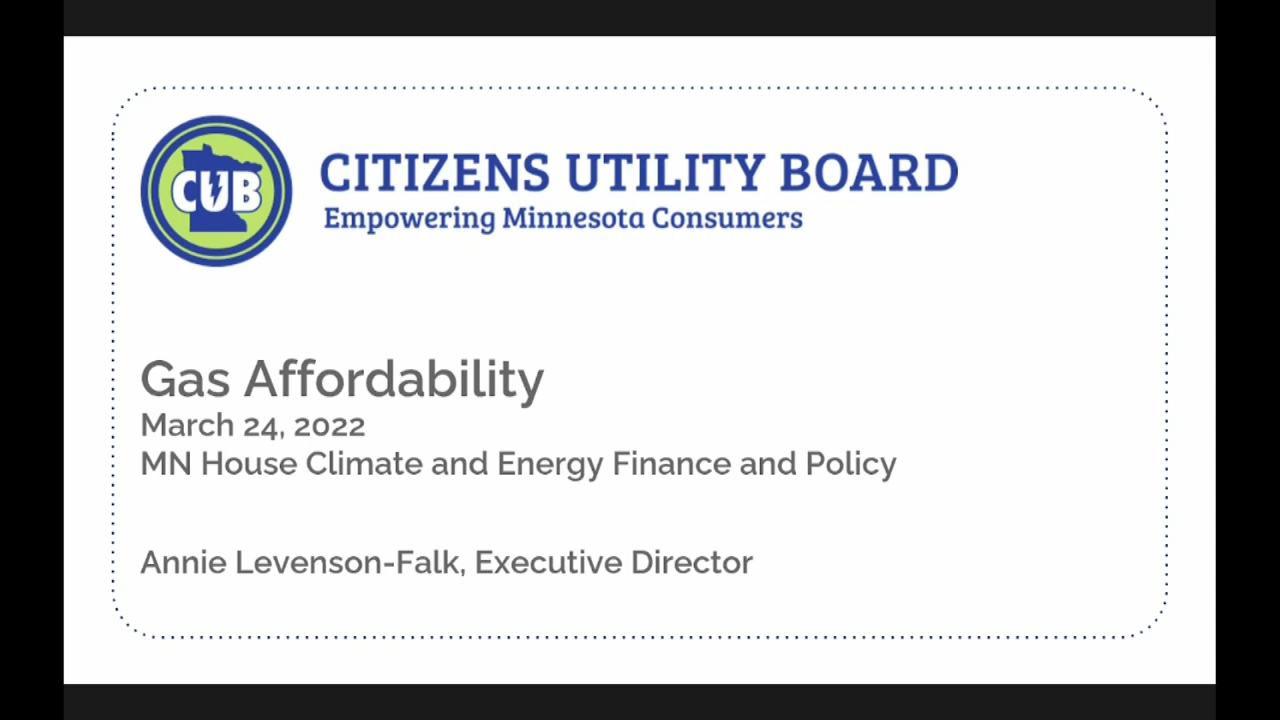 CUB
CITIZENS UTILITY BOARD
Empowering Minnesota Consumers
Gas Affordability
March 24, 2022
MN House Climate and Energy Finance and Policy
Annie Levenson-Falk, Executive Director